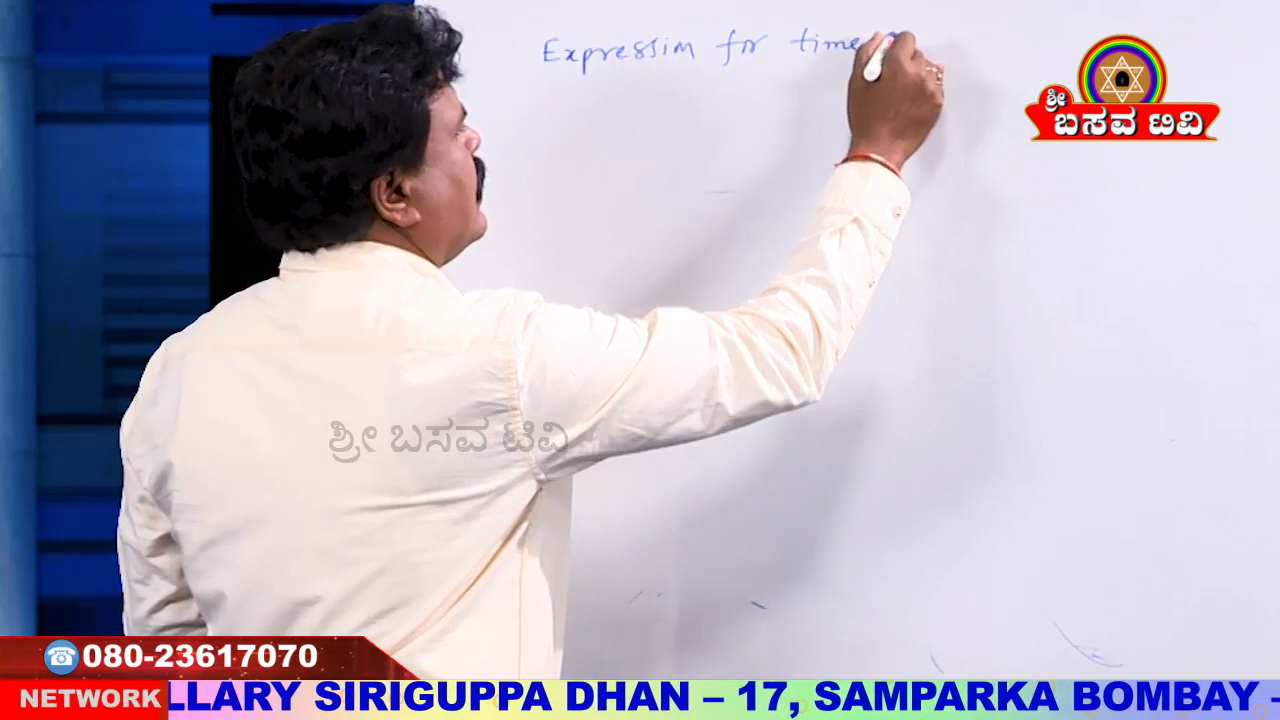 Expression for time
ಶ್ರೀ
ಬಸವ ಟಿವಿ
ಶ್ರೀ ಬಸವ ಟಿವಿ
080-23617070
NETWORK
LLARY SIRIGUPPA DHAN – 17, SAMPARKA BOMBAY -